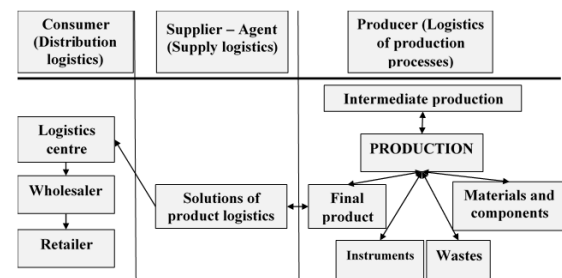 Consumer
(Distribution
logistics)
Supplier – Agent
(Supply logistics)
Producer (Logistics
of production
processes)
Intermediate production
Logistics
centre
PRODUCTION
Wholesaler
Solutions of
product logistics
Final
product
Materials and
components
Retailer
Instruments
Wastes